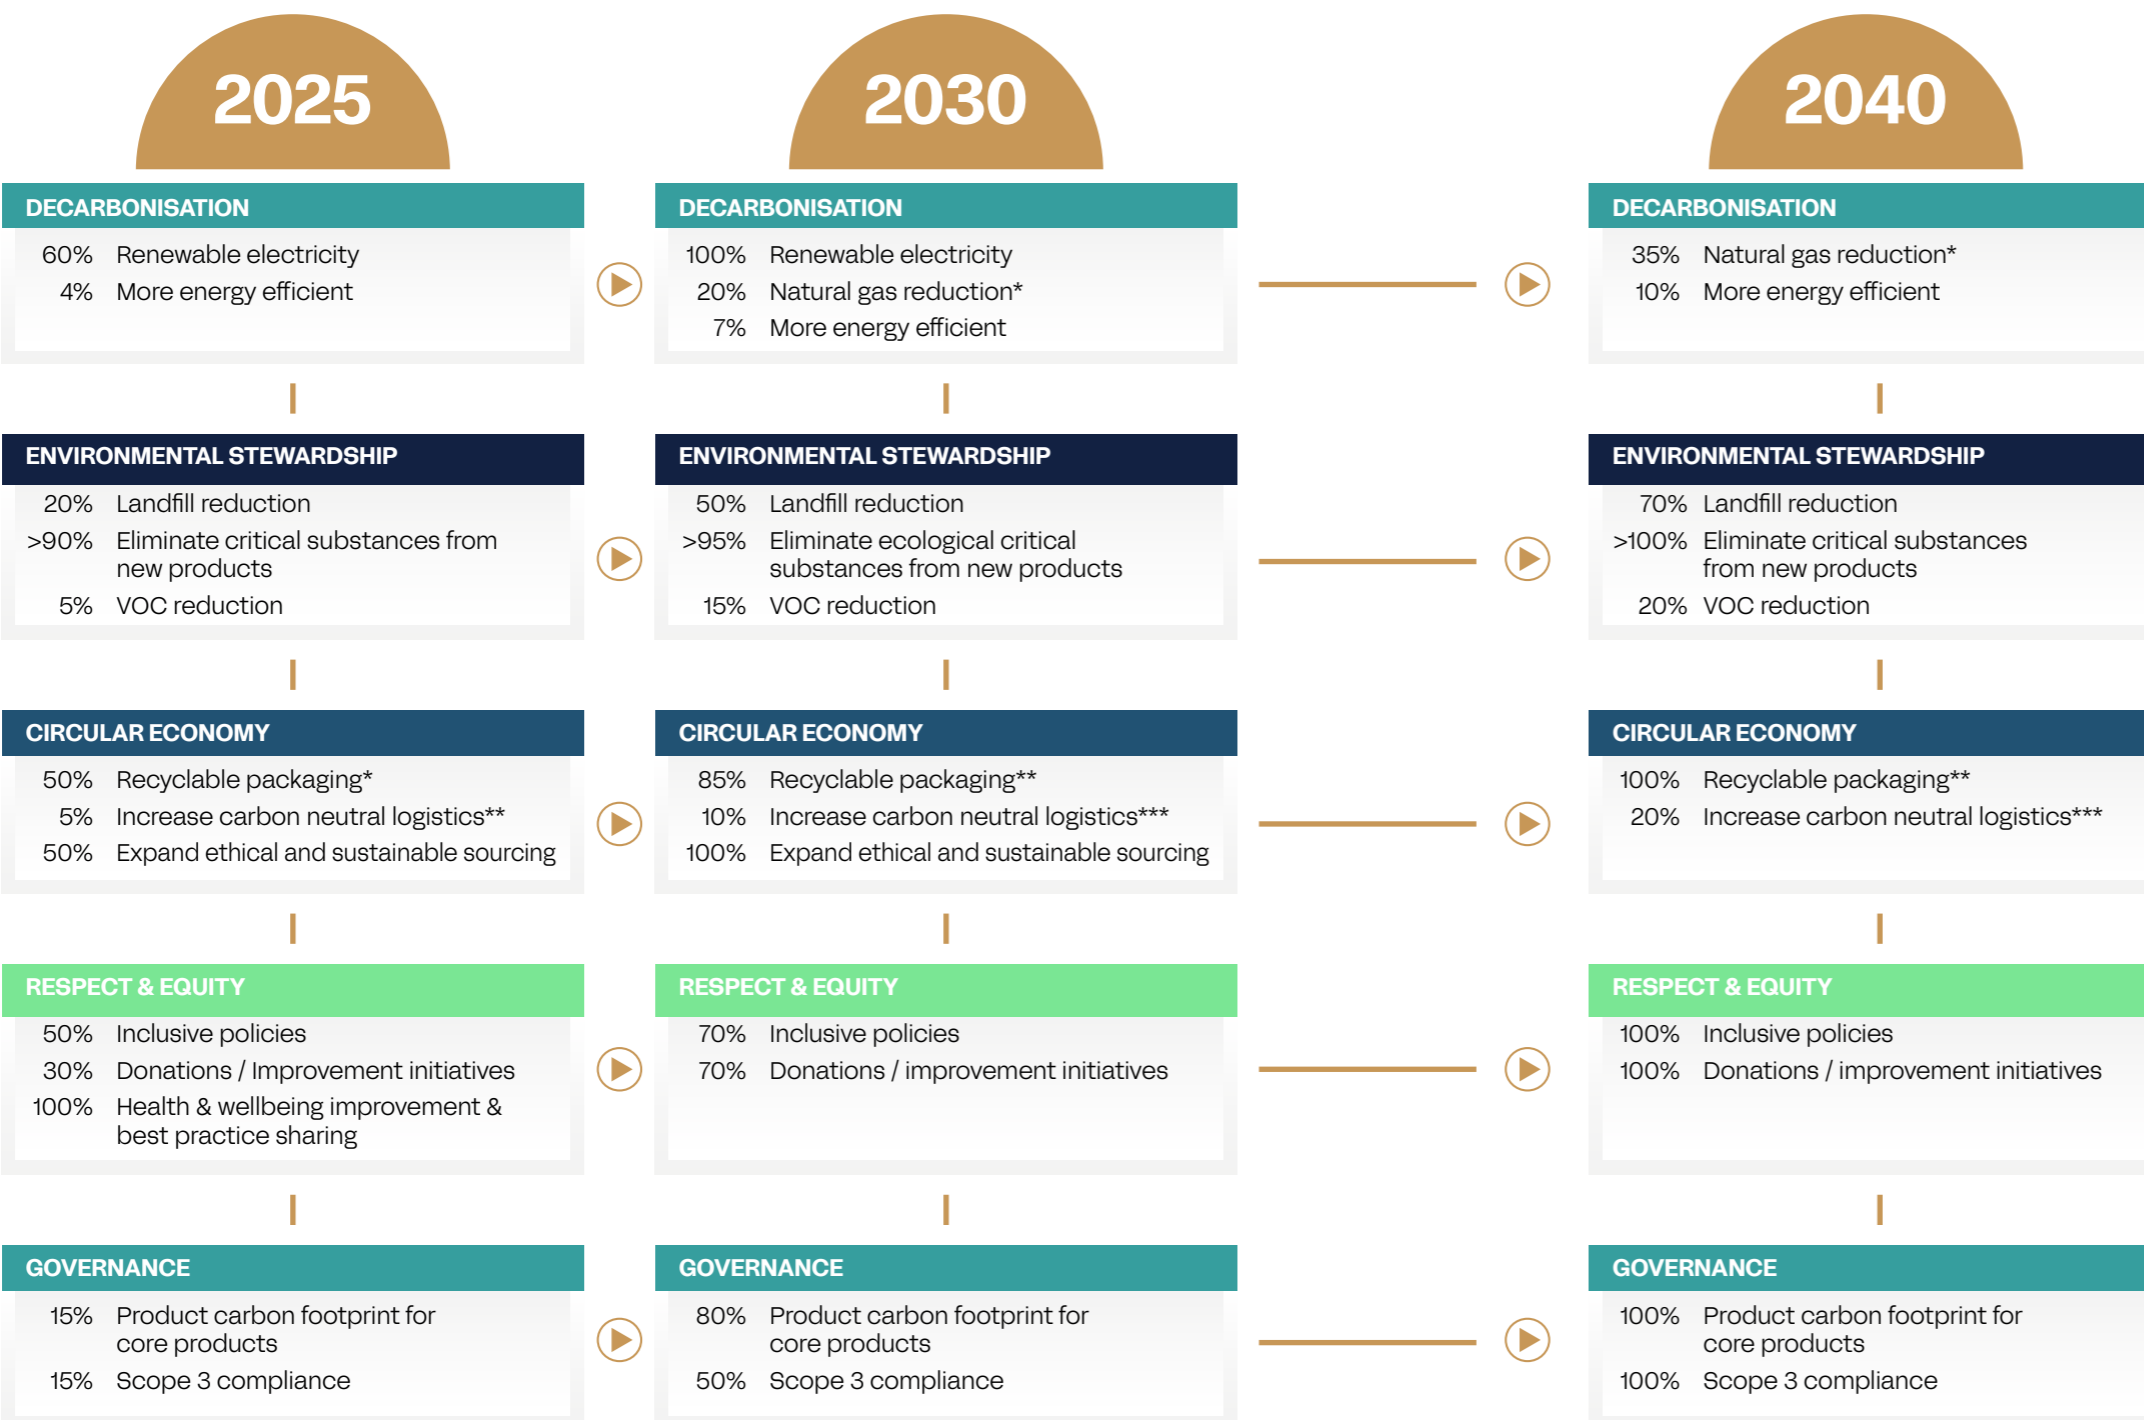 2025
DECARBONISATION
60% Renewable electricity
4% More energy efficient
ENVIRONMENTAL STEWARDSHIP
20% Landfill reduction
>90% Eliminate critical substances from
new products
5% VOC reduction
CIRCULAR ECONOMY
50% Recyclable packaging*
5% Increase carbon neutral logistics**
50% Expand ethical and sustainable sourcing
RESPECT & EQUITY
50% Inclusive policies
30% Donations / Improvement initiatives
100% Health & wellbeing improvement &
best practice sharing
GOVERNANCE
15% Product carbon footprint for
core products
15% Scope 3 compliance
2030
DECARBONISATION
100% Renewable electricity
20% Natural gas reduction*
7% More energy efficient
ENVIRONMENTAL STEWARDSHIP
50% Landfill reduction
>95% Eliminate ecological critical
substances from new products
15% VOC reduction
CIRCULAR ECONOMY
85% Recyclable packaging**
10% Increase carbon neutral logistics***
100% Expand ethical and sustainable sourcing
RESPECT & EQUITY
70% Inclusive policies
70% Donations / improvement initiatives
GOVERNANCE
80% Product carbon footprint for
core products
50% Scope 3 compliance
2040
DECARBONISATION
35% Natural gas reduction*
10% More energy efficient
ENVIRONMENTAL STEWARDSHIP
70% Landfill reduction
>100% Eliminate critical substances
from new products
20% VOC reduction
CIRCULAR ECONOMY
100% Recyclable packaging**
20% Increase carbon neutral logistics***
RESPECT & EQUITY
100% Inclusive policies
100% Donations / improvement initiatives
GOVERNANCE
100% Product carbon footprint for
core products
100% Scope 3 compliance